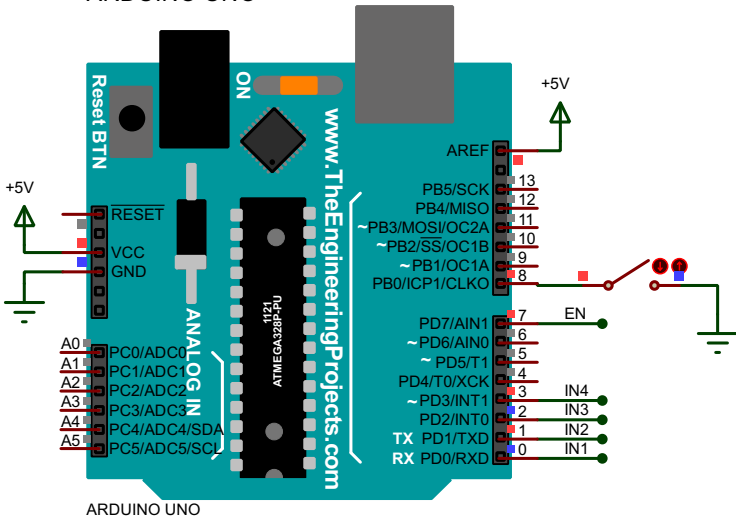 ARDUINO UNO
Reset BTN
ON
www.TheEngineeringProjects.com
+5V
RESET
VCC
GND
ANALOG IN
1121
ATMEGA328P-PU
A0 PC0/ADC0
A1 PC1/ADC1
A2 PC2/ADC2
A3 PC3/ADC3
A4 PC4/ADC4/SDA
A5 PC5/ADC5/SCL
+5V
AREF
PB5/SCK 13
PB4/MISO 12
~PB3/MOSI/OC2A 11
~PB2/SS/OC1B 10
~PB1/OC1A 9
PB0/ICP1/CLKO 8
PD7/AIN1 7 EN
~PD6/AIN0 6
~PD5/T1 5
PD4/T0/XCK 4
~PD3/INT1 3 IN4
PD2/INT0 2 IN3
TX PD1/TXD 1 IN2
RX PD0/RXD 0 IN1
ARDUINO UNO